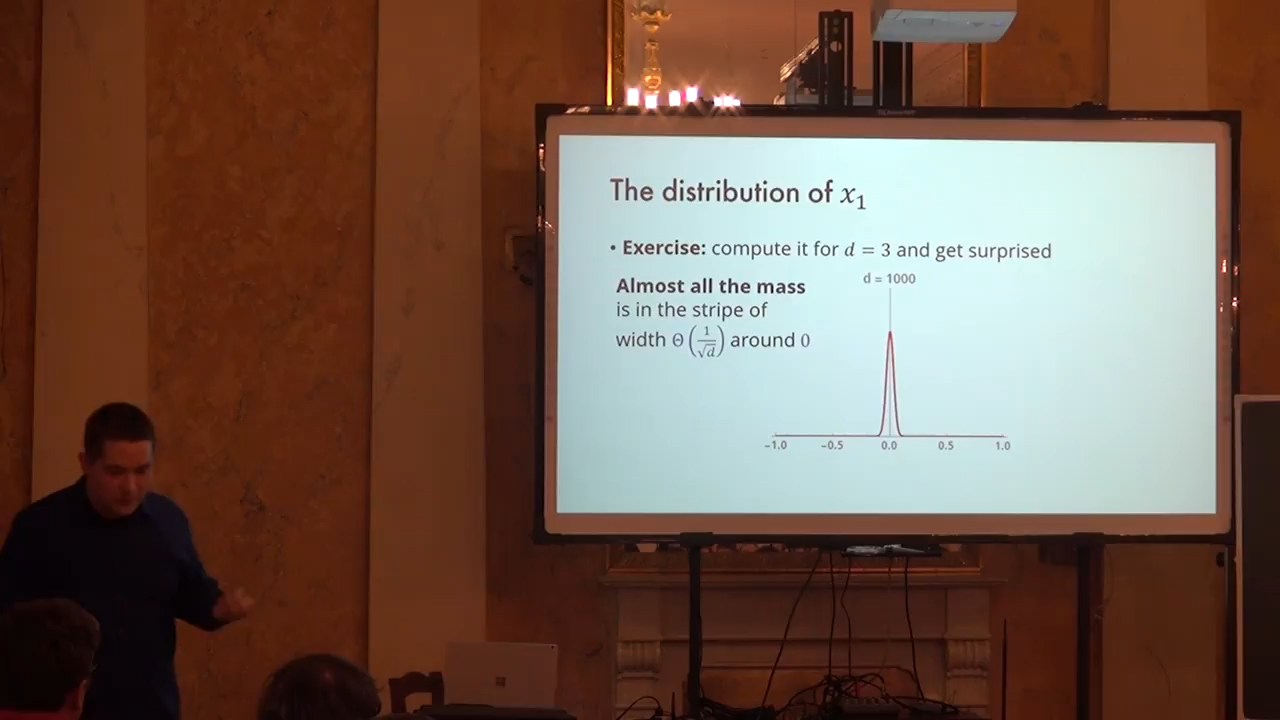 The distribution of x₁
• Exercise: compute it for d = 3 and get surprised
Almost all the mass
is in the stripe of
width Θ(1/√d) around 0
d = 1000
−1.0 −0.5 0.0 0.5 1.0